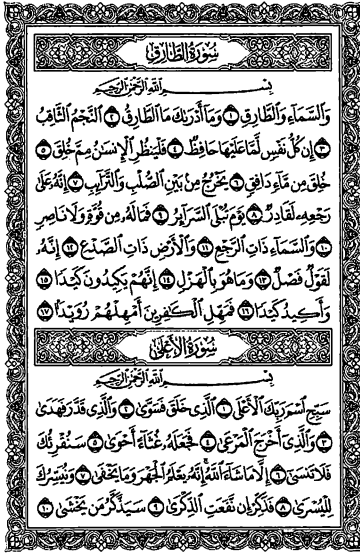 سُورَةُ الطَّارِقِ
بِسْمِ اللَّهِ الرَّحْمَٰنِ الرَّحِيمِ
وَالسَّمَاءِ وَالطَّارِقِ ١ وَمَا أَدْرَاكَ مَا الطَّارِقُ ٢ النَّجْمُ الثَّاقِبُ
٣ إِن كُلُّ نَفْسٍ لَّمَّا عَلَيْهَا حَافِظٌ ٤ فَلْيَنظُرِ الْإِنسَانُ مِمَّ خُلِقَ ٥
خُلِقَ مِن مَّاءٍ دَافِقٍ ٦ يَخْرُجُ مِن بَيْنِ الصُّلْبِ وَالتَّرَائِبِ ٧ إِنَّهُ عَلَىٰ
رَجْعِهِ لَقَادِرٌ ٨ يَوْمَ تُبْلَى السَّرَائِرُ ٩ فَمَا لَهُ مِن قُوَّةٍ وَلَا نَاصِرٍ
١٠ وَالسَّمَاءِ ذَاتِ الرَّجْعِ ١١ وَالْأَرْضِ ذَاتِ الصَّدْعِ ١٢ إِنَّهُ
لَقَوْلٌ فَصْلٌ ١٣ وَمَا هُوَ بِالْهَزْلِ ١٤ إِنَّهُمْ يَكِيدُونَ كَيْدًا ١٥
وَأَكِيدُ كَيْدًا ١٦ فَمَهِّلِ الْكَافِرِينَ أَمْهِلْهُمْ رُوَيْدًا ١٧
سُورَةُ الْأَعْلَىٰ
بِسْمِ اللَّهِ الرَّحْمَٰنِ الرَّحِيمِ
سَبِّحِ اسْمَ رَبِّكَ الْأَعْلَى ١ الَّذِي خَلَقَ فَسَوَّىٰ ٢ وَالَّذِي قَدَّرَ فَهَدَىٰ
٣ وَالَّذِي أَخْرَجَ الْمَرْعَىٰ ٤ فَجَعَلَهُ غُثَاءً أَحْوَىٰ ٥ سَنُقْرِئُكَ
فَلَا تَنسَىٰ ٦ إِلَّا مَا شَاءَ اللَّهُ إِنَّهُ يَعْلَمُ الْجَهْرَ وَمَا يَخْفَىٰ ٧ وَنُيَسِّرُكَ
لِلْيُسْرَىٰ ٨ فَذَكِّرْ إِن نَّفَعَتِ الذِّكْرَىٰ ٩ سَيَذَّكَّرُ مَن يَخْشَىٰ ١٠